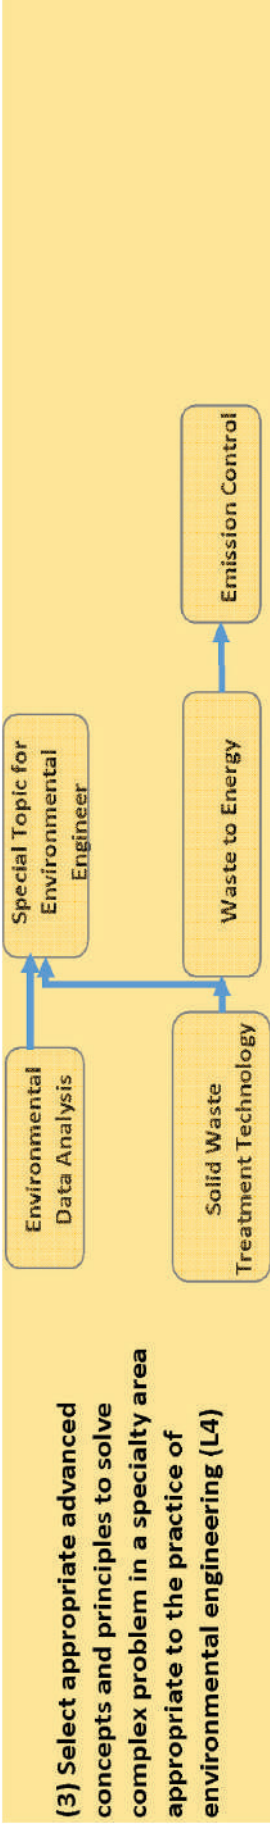 (3) Select appropriate advanced
concepts and principles to solve
complex problem in a specialty area
appropriate to the practice of
environmental engineering (L4)
Environmental
Data Analysis
Special Topic for
Environmental
Engineer
Solid Waste
Treatment Technology
Waste to Energy
Emission Control